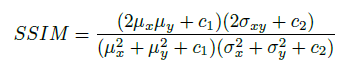 SSIM = \frac{(2\mu_x\mu_y + c_1)(2\sigma_{xy} + c_2)}{(\mu_x^2 + \mu_y^2 + c_1)(\sigma_x^2 + \sigma_y^2 + c_2)}